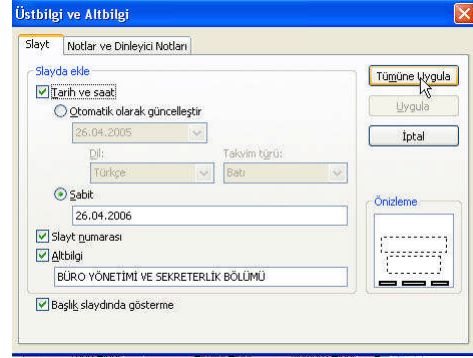 Üstbilgi ve Altbilgi
Slayt
Notlar ve Dinleyici Notları
Slayda ekle
Tarih ve saat
Otomatik olarak güncelleştir
26.04.2005
Dil:
Takvim türü:
Türkçe
Batı
Sabit
26.04.2006
Slayt numarası
Altbilgi
BÜRO YÖNETİMİ VE SEKRETERLİK BÖLÜMÜ
Başlık slaydında gösterme
Tümüne Uygula
Uygula
İptal
Önizleme